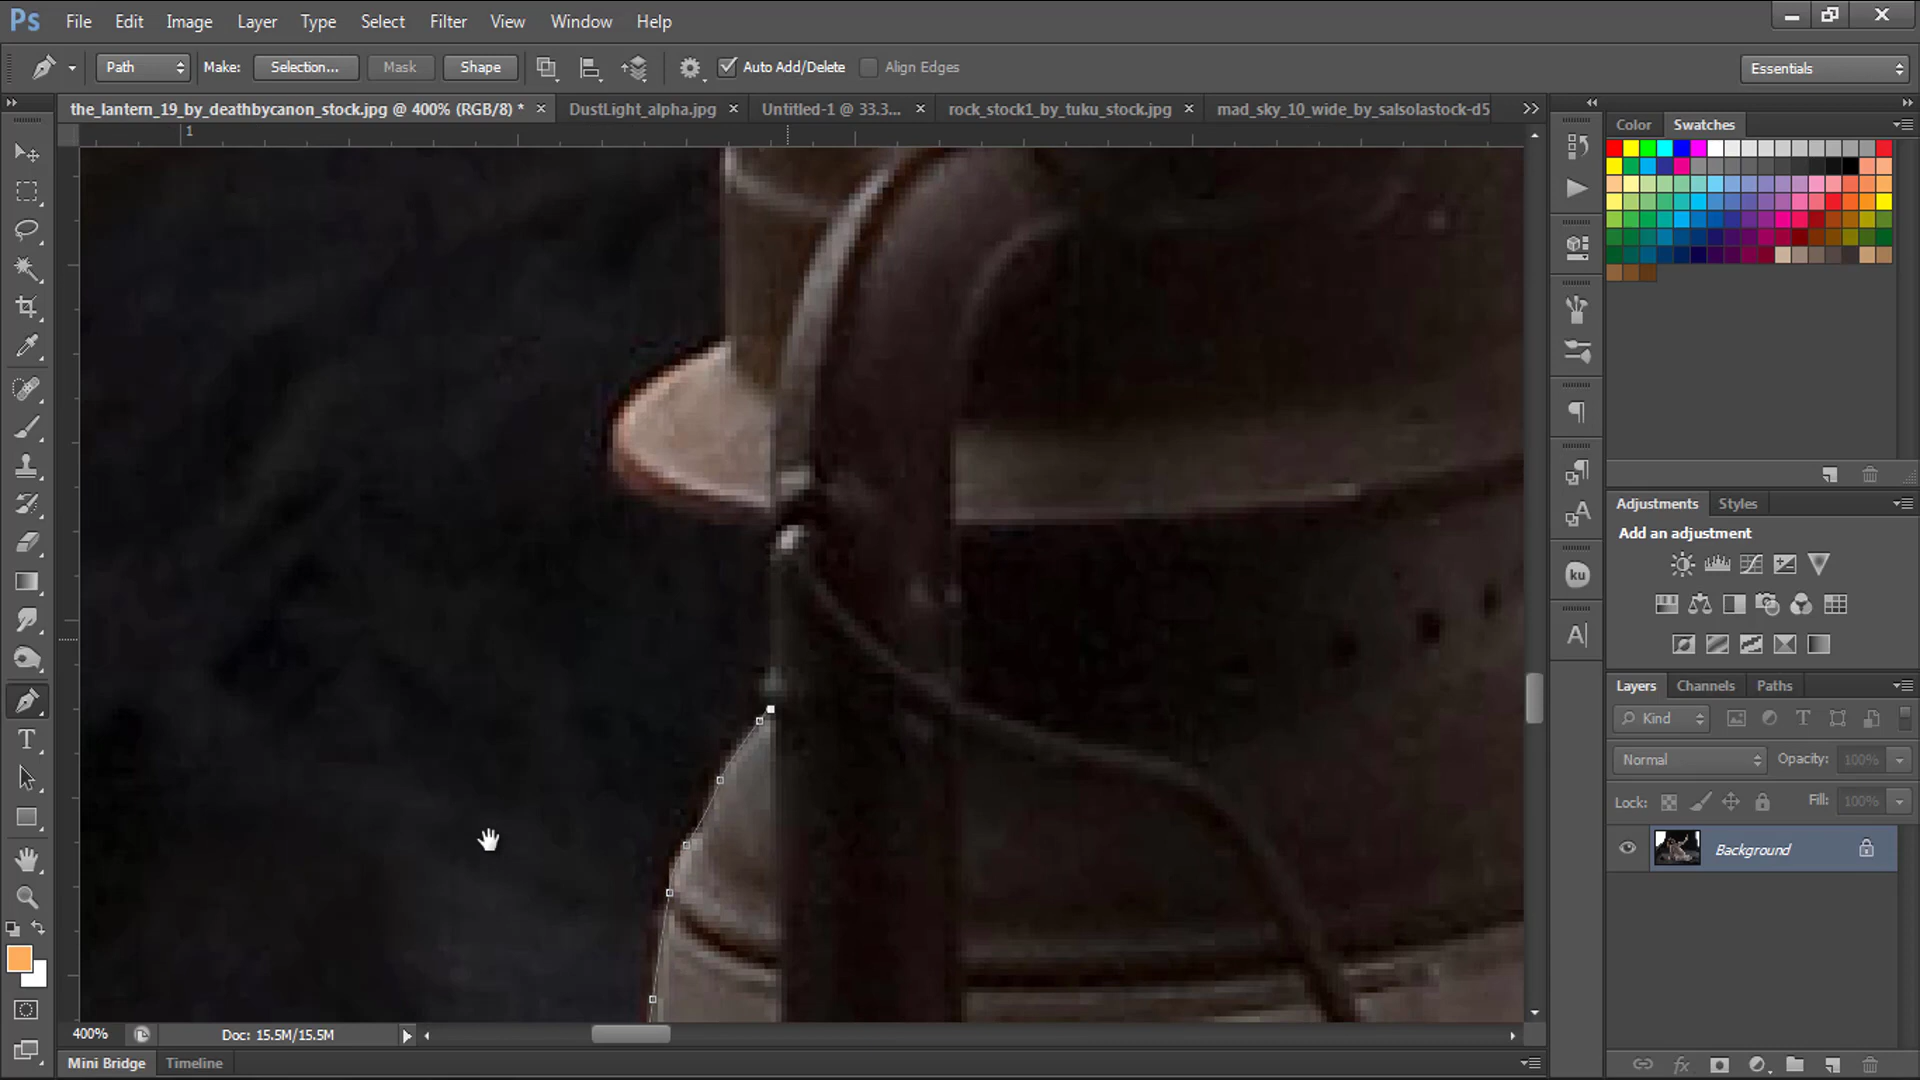 Ps File Edit Image Layer Type Select Filter View Window Help
Path Make: Selection... Mask Shape Auto Add/Delete Align Edges Essentials
the_lantern_19_by_deathbycanon_stock.jpg @ 400% (RGB/8) * DustLight_alpha.jpg Untitled-1 @ 33.3... rock_stock1_by_tuku_stock.jpg mad_sky_10_wide_by_salsolastock-d5
Color Swatches
1
Adjustments Styles
Add an adjustment
ku
A
Layers Channels Paths
Kind
T
Normal Opacity: 100%
Lock: Fill: 100%
Background
400% Doc: 15.5M/15.5M
Mini Bridge Timeline
fx